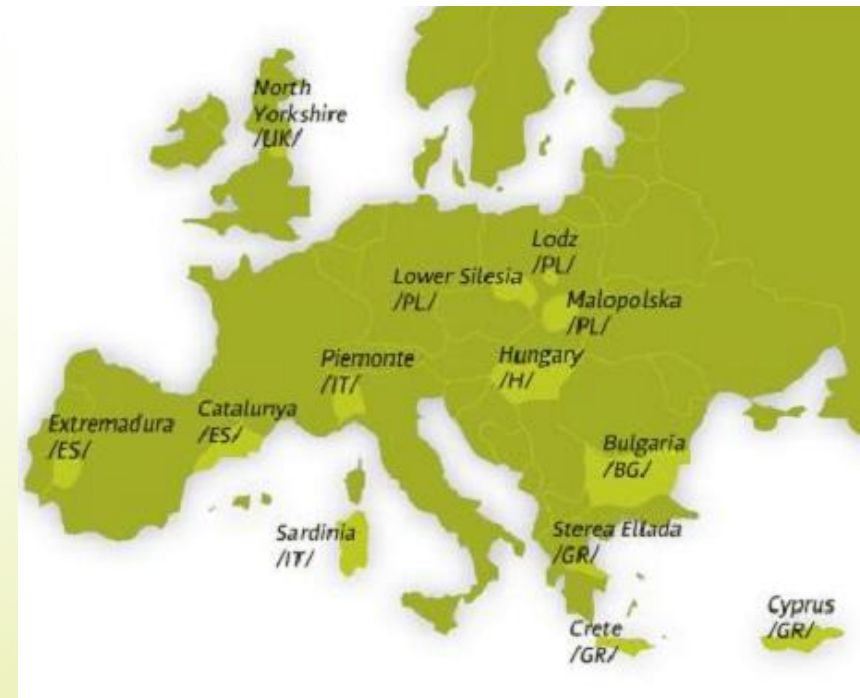 North
Yorkshire
/UK/
Lodz
/PL/
Lower Silesia
/PL/
Malopolska
/PL/
Piemonte
/IT/
Hungary
/H/
Extremadura
/ES/
Catalunya
/ES/
Bulgaria
/BG/
Sardinia
/IT/
Sterea Ellada
/GR/
Crete
/GR/
Cyprus
/GR/